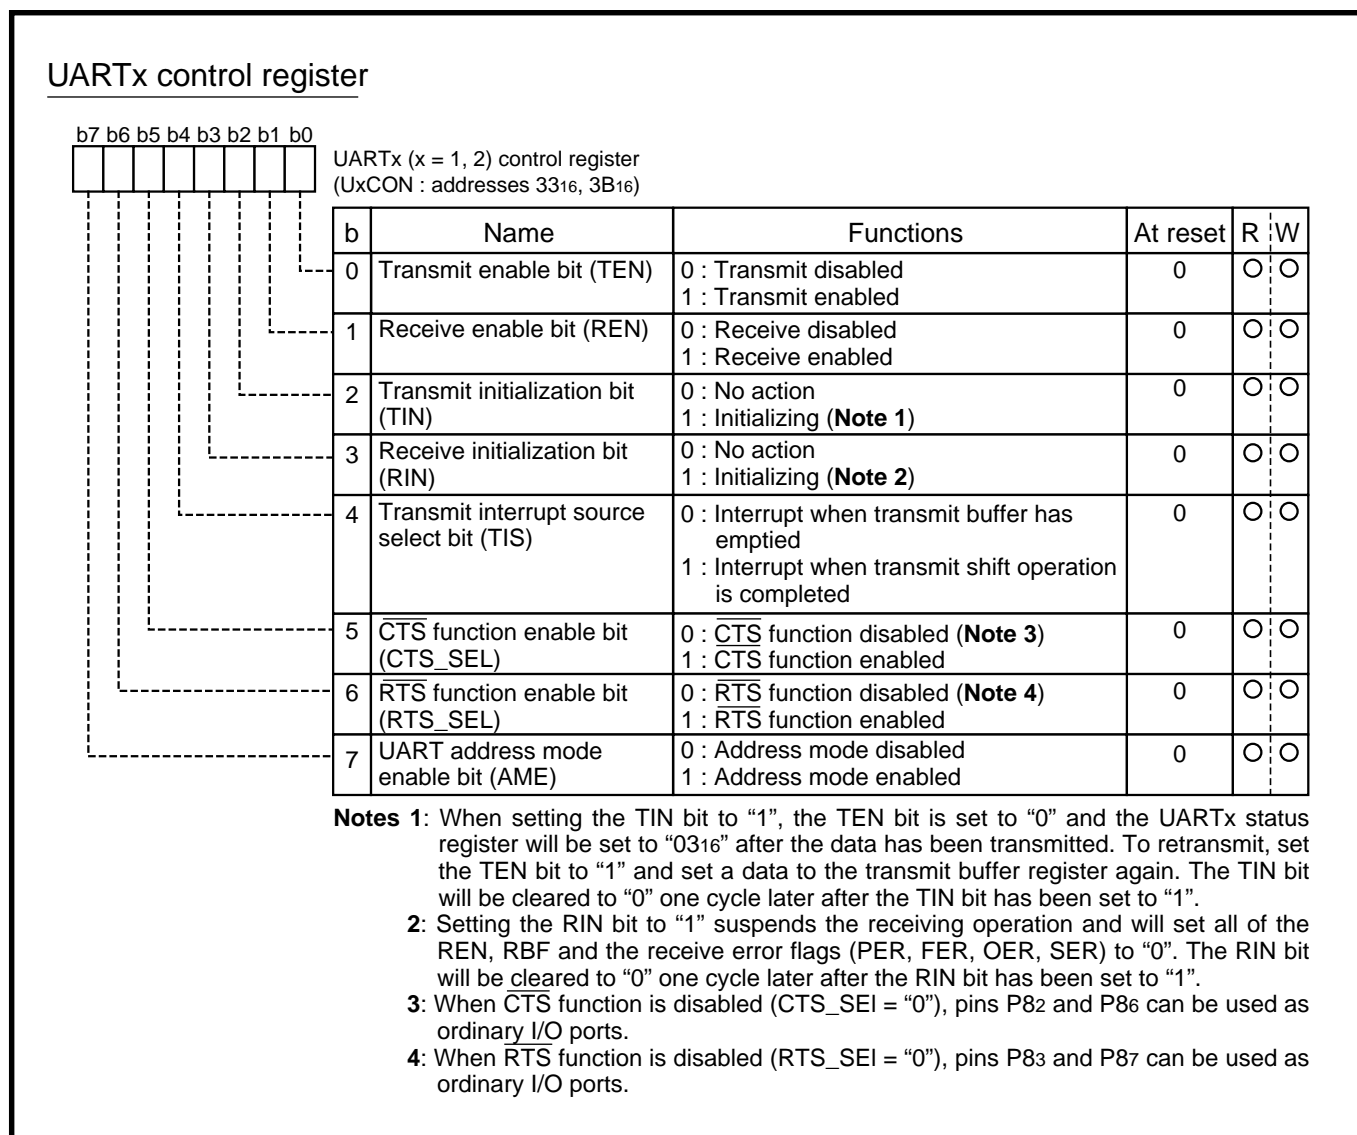 UARTx control register
b7 b6 b5 b4 b3 b2 b1 b0
UARTx (x = 1, 2) control register
(UxCON : addresses 3316, 3B16)
b Name Functions At reset R W
0 Transmit enable bit (TEN) 0 : Transmit disabled 0 O O
1 : Transmit enabled
1 Receive enable bit (REN) 0 : Receive disabled 0 O O
1 : Receive enabled
2 Transmit initialization bit 0 : No action 0 O O
(TIN) 1 : Initializing (Note 1)
3 Receive initialization bit 0 : No action 0 O O
(RIN) 1 : Initializing (Note 2)
4 Transmit interrupt source 0 : Interrupt when transmit buffer has 0 O O
select bit (TIS) emptied
1 : Interrupt when transmit shift operation
is completed
5 C̅T̅S̅ function enable bit 0 : C̅T̅S̅ function disabled (Note 3) 0 O O
(CTS_SEL) 1 : C̅T̅S̅ function enabled
6 R̅T̅S̅ function enable bit 0 : R̅T̅S̅ function disabled (Note 4) 0 O O
(RTS_SEL) 1 : R̅T̅S̅ function enabled
7 UART address mode 0 : Address mode disabled 0 O O
enable bit (AME) 1 : Address mode enabled
Notes 1: When setting the TIN bit to “1”, the TEN bit is set to “0” and the UARTx status
register will be set to “0316” after the data has been transmitted. To retransmit, set
the TEN bit to “1” and set a data to the transmit buffer register again. The TIN bit
will be cleared to “0” one cycle later after the TIN bit has been set to “1”.
2: Setting the RIN bit to “1” suspends the receiving operation and will set all of the
REN, RBF and the receive error flags (PER, FER, OER, SER) to “0”. The RIN bit
will be cleared to “0” one cycle later after the RIN bit has been set to “1”.
3: When C̅T̅S̅ function is disabled (CTS_SEl = “0”), pins P82 and P86 can be used as
ordinary I/O ports.
4: When R̅T̅S̅ function is disabled (RTS_SEl = “0”), pins P83 and P87 can be used as
ordinary I/O ports.